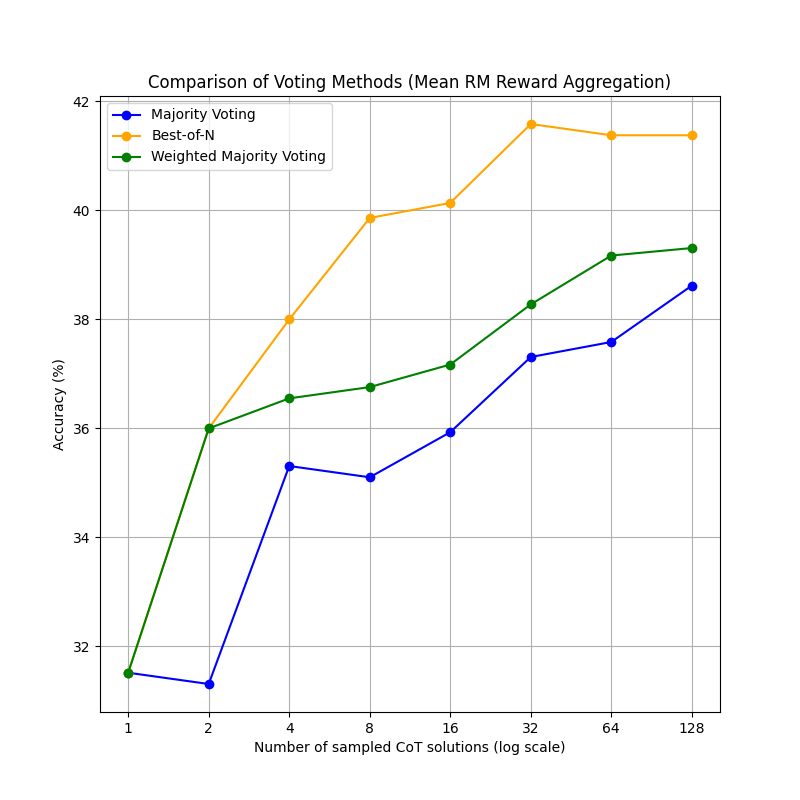 Comparison of Voting Methods (Mean RM Reward Aggregation)
Majority Voting
Best-of-N
Weighted Majority Voting
42
40
38
36
34
32
Accuracy (%)
1 2 4 8 16 32 64 128
Number of sampled CoT solutions (log scale)